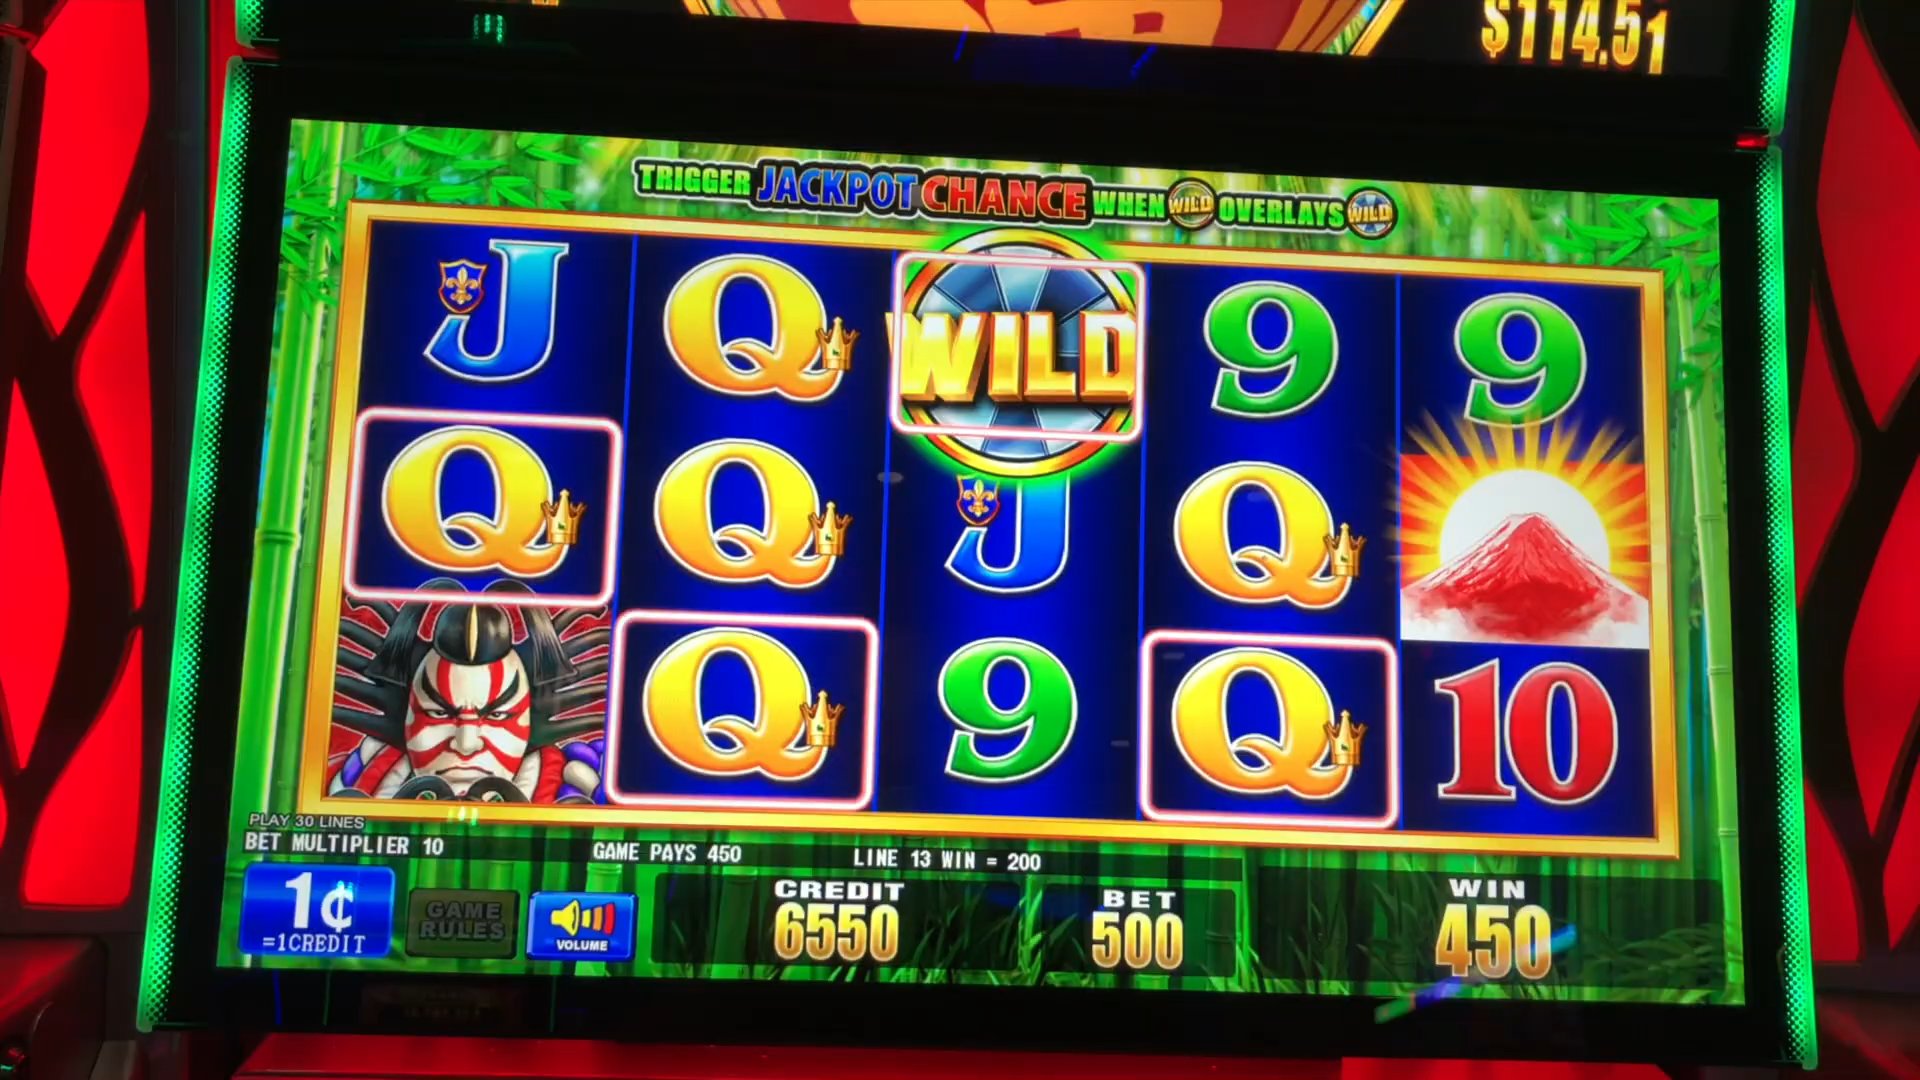 $114.51
TRIGGER JACKPOT CHANCE WHEN WILD OVERLAYS WILD
J Q WILD 9 9
Q Q J Q
Q 9 Q 10
PLAY 30 LINES
BET MULTIPLIER 10
GAME PAYS 450
LINE 13 WIN = 200
1¢
=1CREDIT
GAME
RULES
VOLUME
CREDIT
6550
BET
500
WIN
450